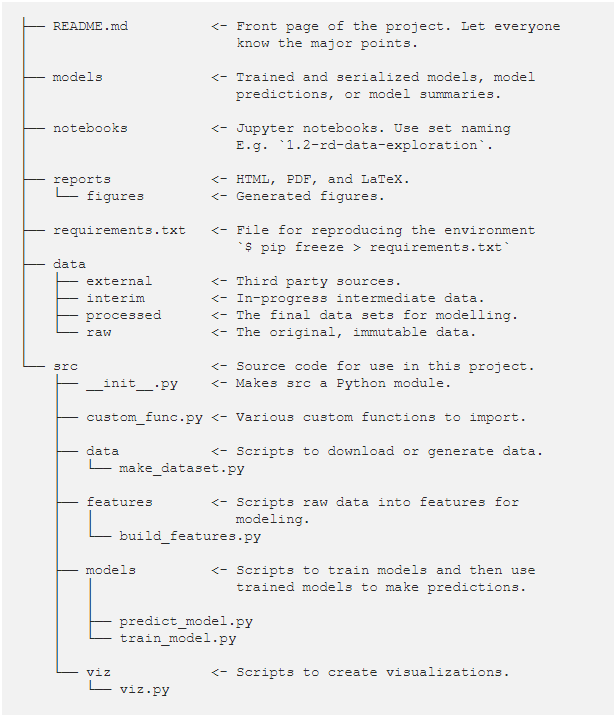 ├── README.md          <- Front page of the project. Let everyone
│                         know the major points.
│
├── models             <- Trained and serialized models, model
│                         predictions, or model summaries.
│
├── notebooks          <- Jupyter notebooks. Use set naming
│                         E.g. `1.2-rd-data-exploration`.
│
├── reports            <- HTML, PDF, and LaTeX.
│   └── figures        <- Generated figures.
│
├── requirements.txt   <- File for reproducing the environment
│                         `$ pip freeze > requirements.txt`
├── data
│   ├── external       <- Third party sources.
│   ├── interim        <- In-progress intermediate data.
│   ├── processed      <- The final data sets for modelling.
│   └── raw            <- The original, immutable data.
│
└── src                <- Source code for use in this project.
    ├── __init__.py    <- Makes src a Python module.
    │
    ├── custom_func.py <- Various custom functions to import.
    │
    ├── data           <- Scripts to download or generate data.
    │   └── make_dataset.py
    │
    ├── features       <- Scripts raw data into features for
    │   │                 modeling.
    │   └── build_features.py
    │
    ├── models         <- Scripts to train models and then use
    │   │                 trained models to make predictions.
    │   │
    │   ├── predict_model.py
    │   └── train_model.py
    │
    └── viz            <- Scripts to create visualizations.
        └── viz.py